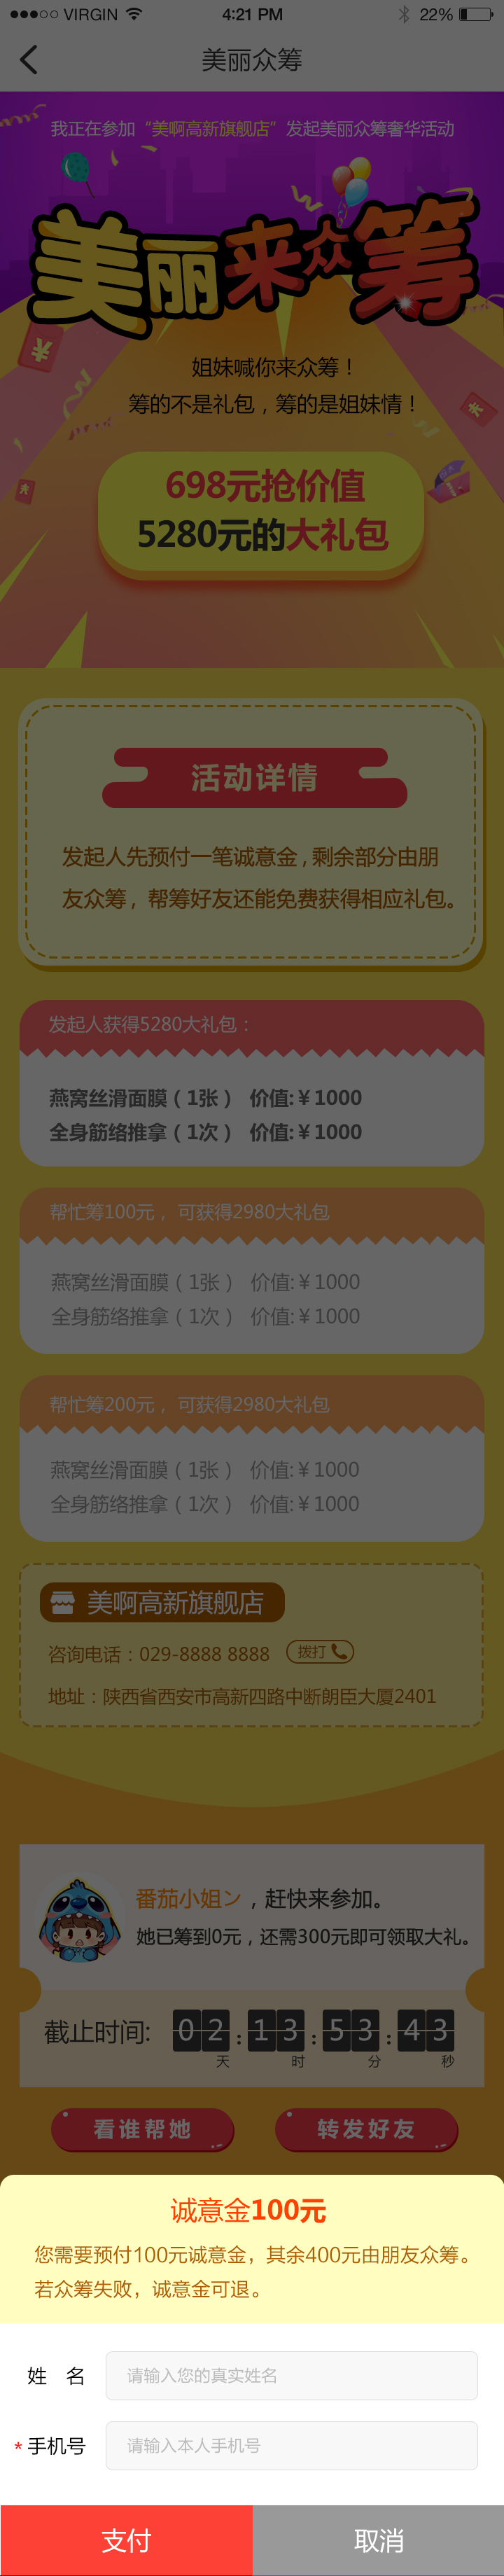 VIRGIN 4:21 PM 22%
美丽众筹
我正在参加“美啊高新旗舰店”发起美丽众筹奢华活动
美丽来众筹
姐妹喊你来众筹！
筹的不是礼包，筹的是姐妹情！
698元抢价值
5280元的大礼包
活动详情
发起人先预付一笔诚意金，剩余部分由朋
友众筹，帮筹好友还能免费获得相应礼包。
发起人获得5280大礼包：
燕窝丝滑面膜（1张） 价值:￥1000
全身筋络推拿（1次） 价值:￥1000
帮忙筹100元，可获得2980大礼包
燕窝丝滑面膜（1张） 价值:￥1000
全身筋络推拿（1次） 价值:￥1000
帮忙筹200元，可获得2980大礼包
燕窝丝滑面膜（1张） 价值:￥1000
全身筋络推拿（1次） 价值:￥1000
美啊高新旗舰店
咨询电话：029-8888 8888 拨打
地址：陕西省西安市高新四路中断朗臣大厦2401
番茄小姐ン，赶快来参加。
她已筹到0元，还需300元即可领取大礼。
截止时间: 02天:13时:53分:43秒
看谁帮她 转发好友
诚意金100元
您需要预付100元诚意金，其余400元由朋友众筹。
若众筹失败，诚意金可退。
姓 名 请输入您的真实姓名
*手机号 请输入本人手机号
支付 取消